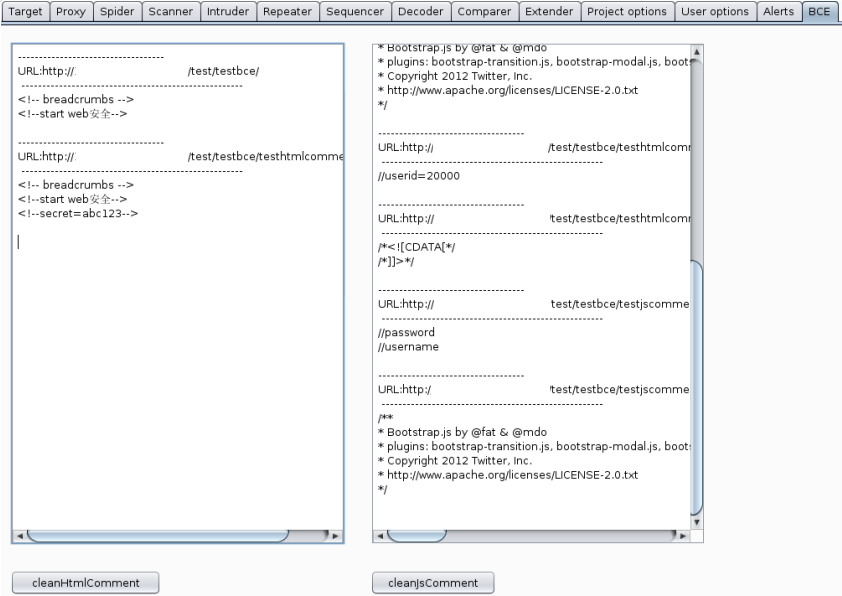 Target Proxy Spider Scanner Intruder Repeater Sequencer Decoder Comparer Extender Project options User options Alerts BCE
----------------------------------
URL:http:// /test/testbce/
---------------------------------------------------
<!-- breadcrumbs -->
<!--start web安全-->
----------------------------------
URL:http:// /test/testbce/testhtmlcomme
---------------------------------------------------
<!-- breadcrumbs -->
<!--start web安全-->
<!--secret=abc123-->
* Bootstrap.js by @fat & @mdo
* plugins: bootstrap-transition.js, bootstrap-modal.js, boots
* Copyright 2012 Twitter, Inc.
* http://www.apache.org/licenses/LICENSE-2.0.txt
*/
----------------------------------
URL:http:// /test/testbce/testhtmlcomm
---------------------------------------------------
//userid=20000
----------------------------------
URL:http:// /test/testbce/testhtmlcomm
---------------------------------------------------
/*<![CDATA[*/
/*]]>*/
----------------------------------
URL:http:// test/testbce/testjscomme
---------------------------------------------------
//password
//username
----------------------------------
URL:http:/ /test/testbce/testjscomme
---------------------------------------------------
/**
* Bootstrap.js by @fat & @mdo
* plugins: bootstrap-transition.js, bootstrap-modal.js, boots
* Copyright 2012 Twitter, Inc.
* http://www.apache.org/licenses/LICENSE-2.0.txt
*/
cleanHtmlComment
cleanJsComment